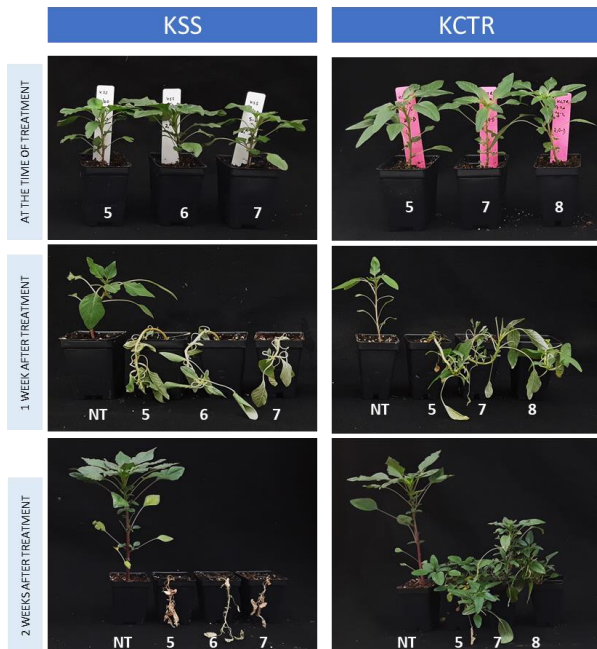 KSS KCTR
AT THE TIME OF TREATMENT
5 6 7
5 7 8
1 WEEK AFTER TREATMENT
NT 5 6 7
NT 5 7 8
2 WEEKS AFTER TREATMENT
NT 5 6 7
NT 5 7 8